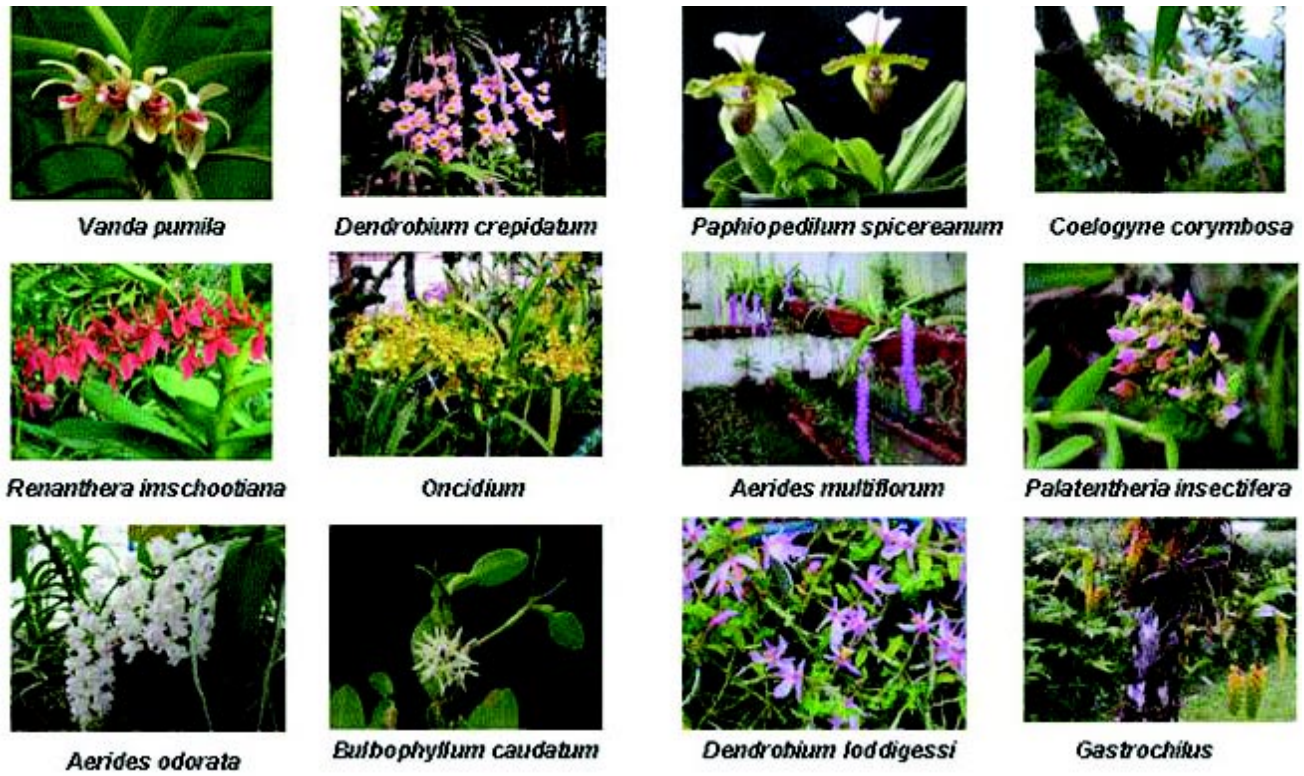 Vanda pumila
Dendrobium crepidatum
Paphiopedilum spicereanum
Coelogyne corymbosa
Renanthera imschootiana
Oncidium
Aerides multiflorum
Palatentheria insectifera
Aerides odorata
Bulbophyllum caudatum
Dendrobium loddigessi
Gastrochilus